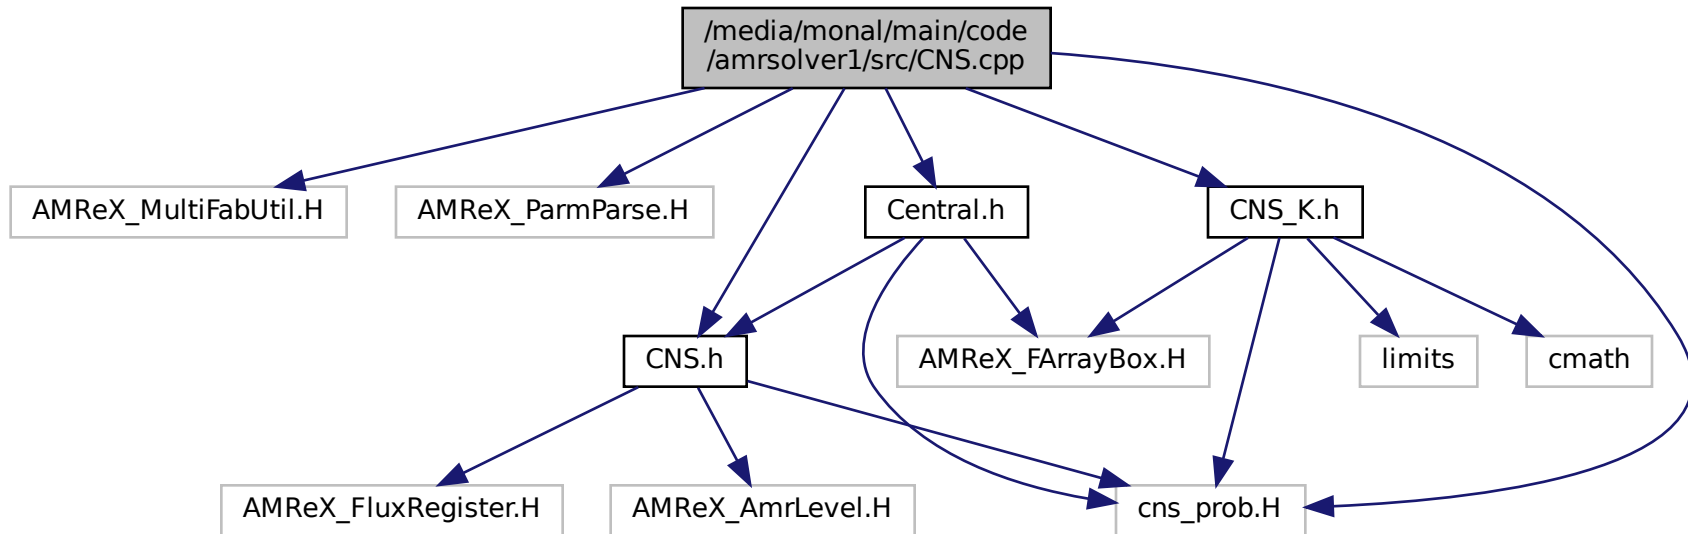 /media/monal/main/code
/amrsolver1/src/CNS.cpp
AMReX_MultiFabUtil.H
AMReX_ParmParse.H
Central.h
CNS_K.h
CNS.h
AMReX_FArrayBox.H
limits
cmath
AMReX_FluxRegister.H
AMReX_AmrLevel.H
cns_prob.H